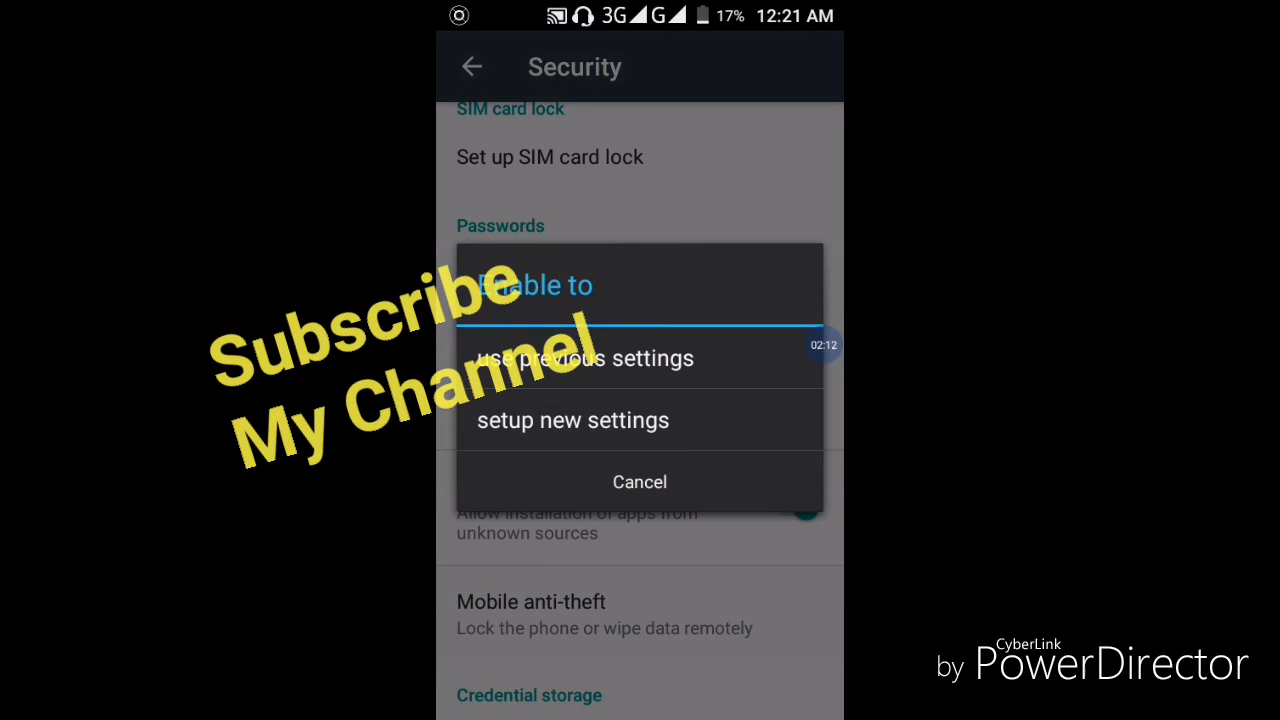 3G G 17% 12:21 AM
Security
SIM card lock
Set up SIM card lock
Passwords
Enable to
Subscribe
My Channel
use previous settings
02:12
setup new settings
Cancel
Allow installation of apps from
unknown sources
Mobile anti-theft
Lock the phone or wipe data remotely
Credential storage
CyberLink
by PowerDirector